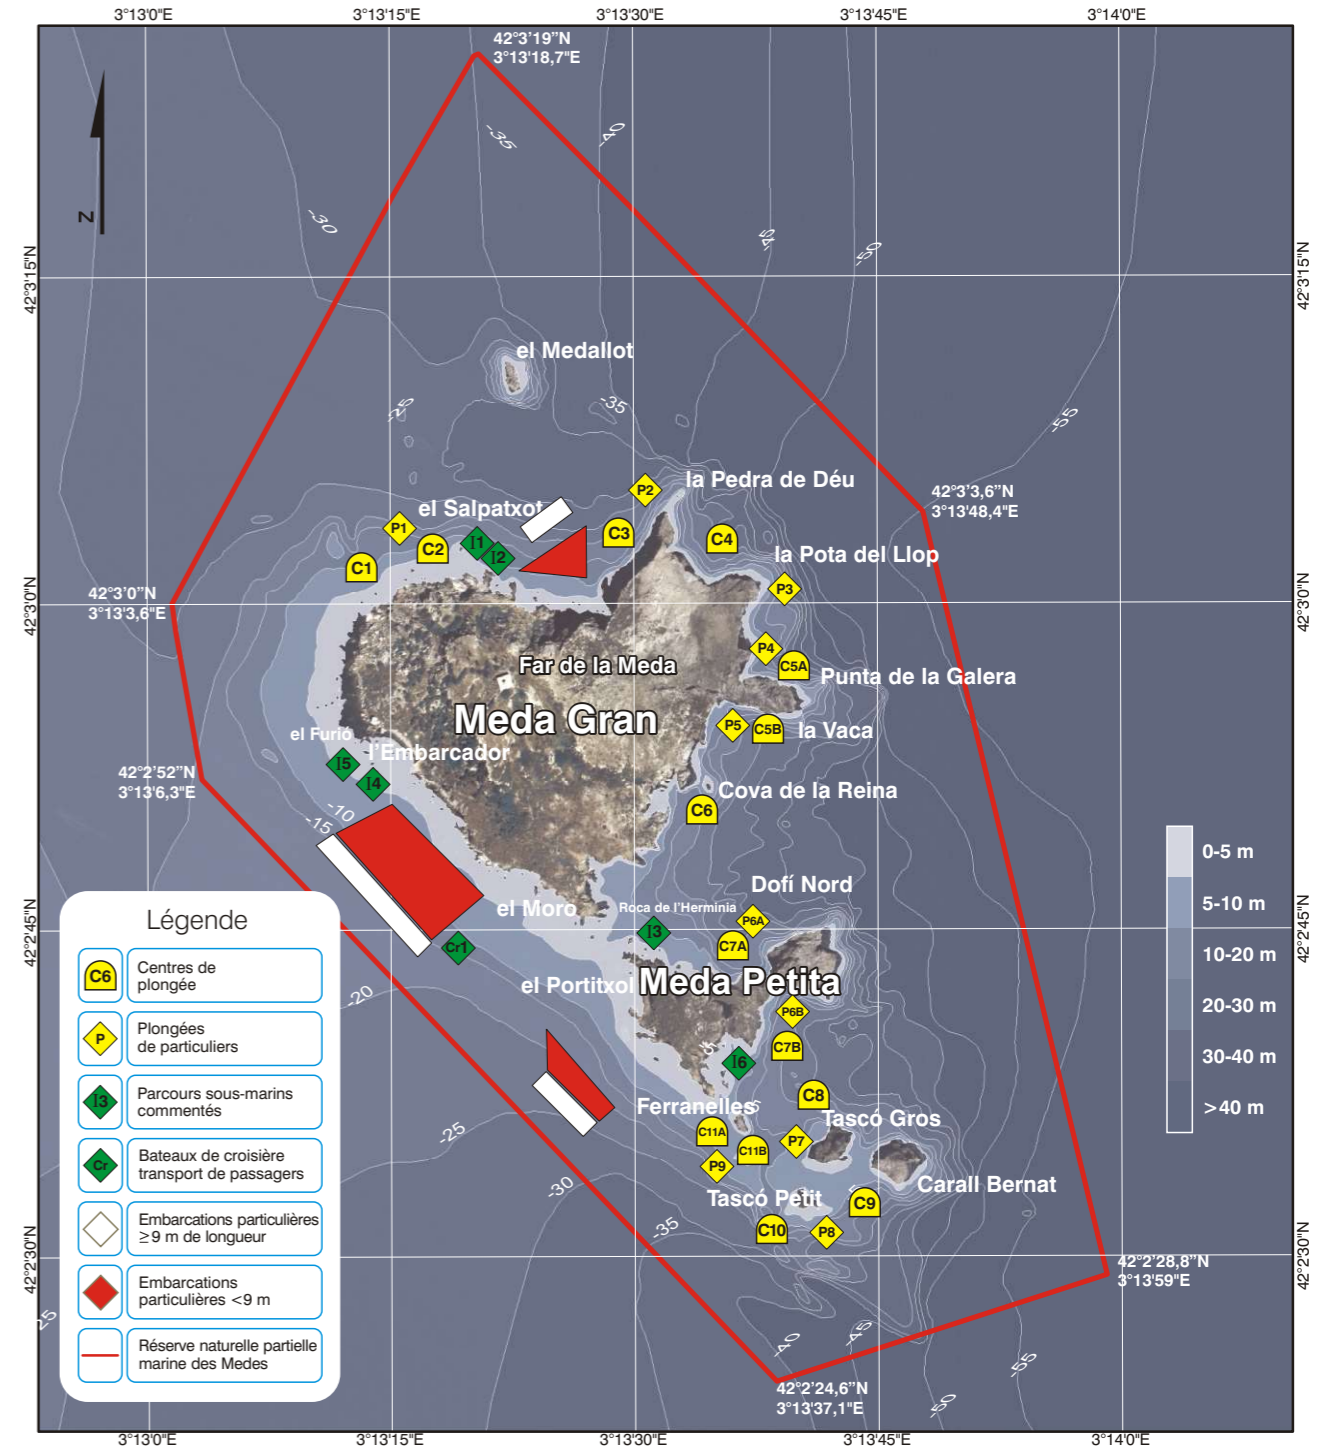 3°13'0"E
3°13'15"E
3°13'30"E
3°13'45"E
3°14'0"E
42°3'19”N
3°13'18,7"E
-35
-40
-30
-45
-50
42°3'15"N
42°3'15"N
el Medallot
-25
-35
-55
la Pedra de Déu
P2
42°3'3,6”N
3°13'48,4"E
el Salpatxot
P1
C2
I1
I2
C3
C4
C1
la Pota del Llop
P3
42°3'0”N
3°13'3,6"E
42°3'0"N
42°3'0"N
P4
C5A
Far de la Meda
Punta de la Galera
Meda Gran
P5
C5B
la Vaca
el Furió
l'Embarcador
I5
I4
42°2'52”N
3°13'6,3"E
Cova de la Reina
C6
-10
-15
0-5 m
5-10 m
10-20 m
20-30 m
30-40 m
>40 m
Dofí Nord
el Moro
Roca de l'Herminia
P6A
I3
C7A
Cr1
42°2'45"N
42°2'45"N
el Portitxol
Meda Petita
-20
P6B
C7B
I6
C8
Ferranelles
Tascó Gros
-25
C11A
C11B
P7
P9
Carall Bernat
-30
Tascó Petit
C9
-35
C10
P8
42°2'30"N
42°2'30"N
42°2'28,8”N
3°13'59"E
-40
-45
-55
-50
42°2'24,6”N
3°13'37,1"E
Légende
C6
Centres de
plongée
P
Plongées
de particuliers
I3
Parcours sous-marins
commentés
Cr
Bateaux de croisière
transport de passagers
Embarcations particulières
≥9 m de longueur
Embarcations
particulières <9 m
Réserve naturelle partielle
marine des Medes
N
3°13'0"E
3°13'15"E
3°13'30"E
3°13'45"E
3°14'0"E